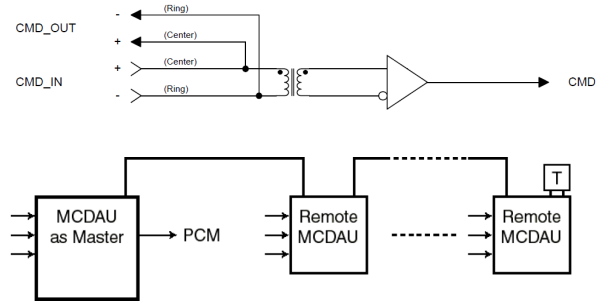 - (Ring)
CMD_OUT
+ (Center)
+ (Center)
CMD_IN
- (Ring)
CMD
T
MCDAU
as Master
PCM
Remote
MCDAU
Remote
MCDAU